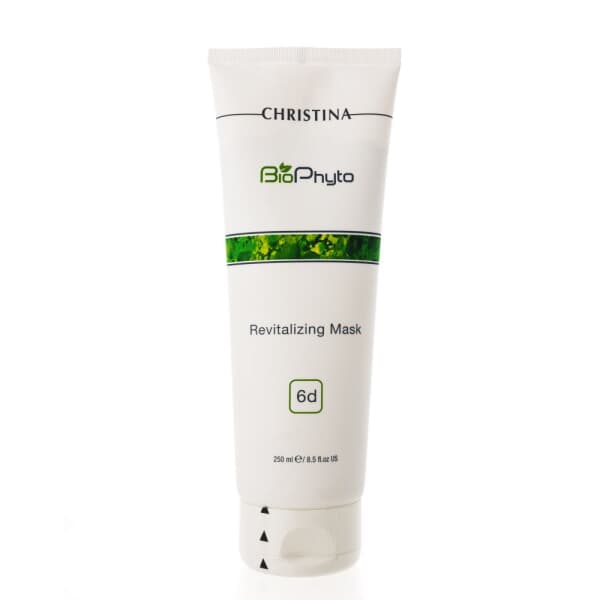 CHRISTINA
BioPhyto
Revitalizing Mask
6d
250 ml ℮/ 8.5 fl.oz US